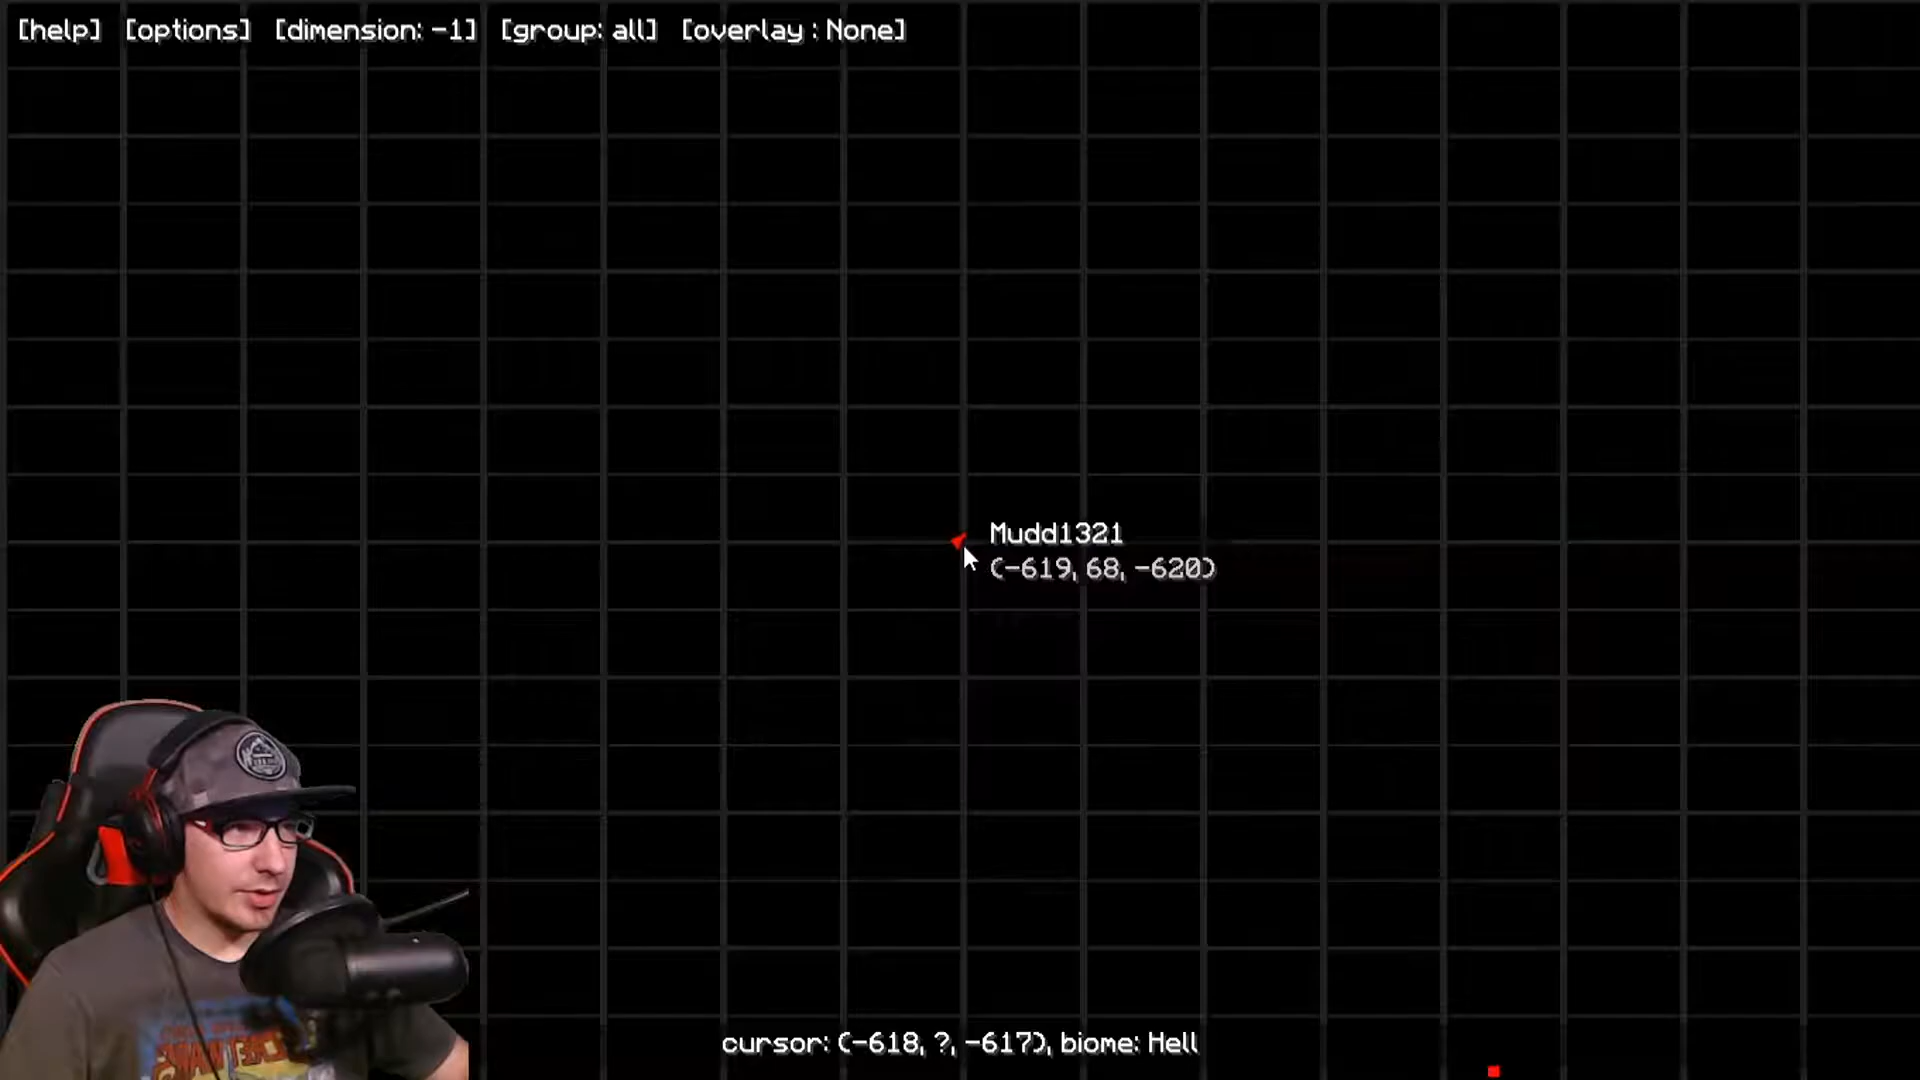 [help] [options] [dimension: -1] [group: all] [overlay : None]
Mudd1321
(-619, 68, -620)
cursor: (-618, ?, -617), biome: Hell